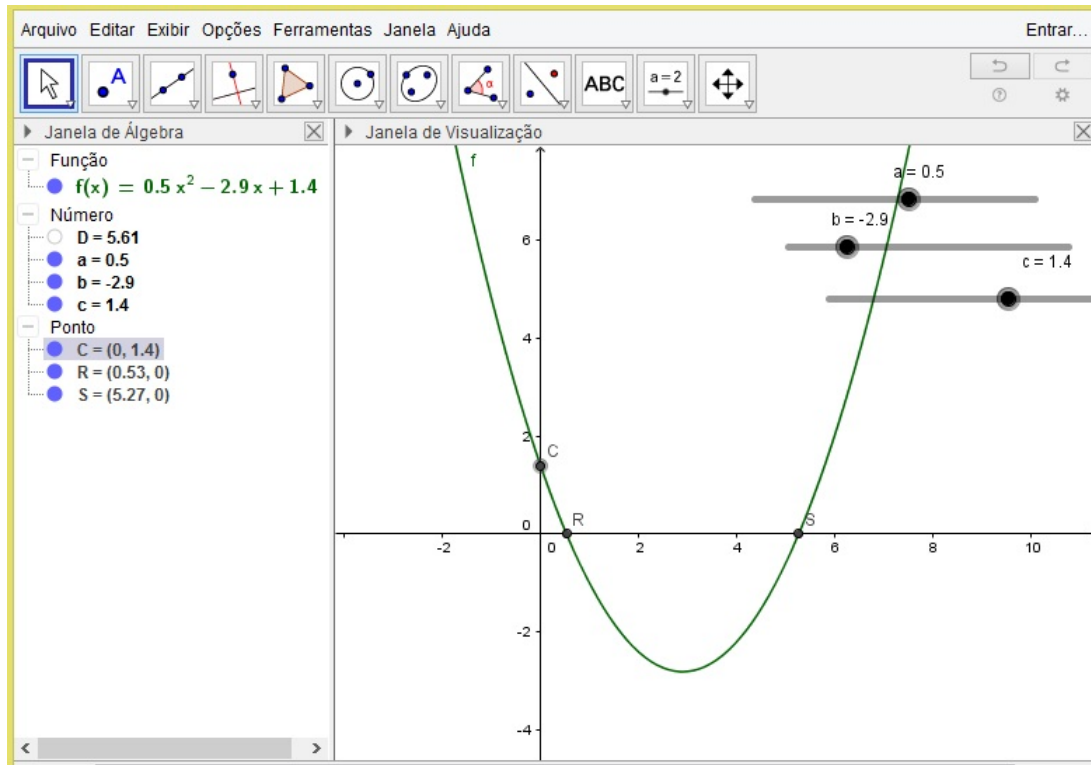 Arquivo Editar Exibir Opções Ferramentas Janela Ajuda Entrar...
A α ABC a = 2
Janela de Álgebra
Função
f(x) = 0.5 x² − 2.9 x + 1.4
Número
D = 5.61
a = 0.5
b = -2.9
c = 1.4
Ponto
C = (0, 1.4)
R = (0.53, 0)
S = (5.27, 0)
Janela de Visualização
f
a = 0.5
b = -2.9
c = 1.4
6
4
2
C
0
R
S
-2 0 2 4 6 8 10
-2
-4